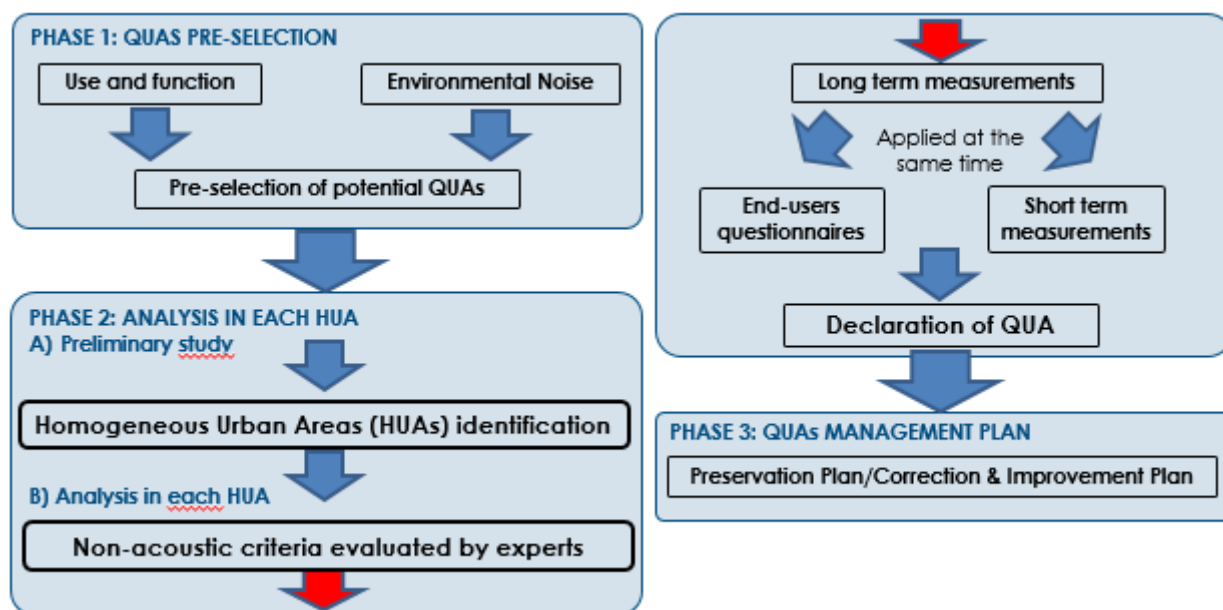 PHASE 1: QUAS PRE-SELECTION
Use and function
Environmental Noise
Pre-selection of potential QUAs
PHASE 2: ANALYSIS IN EACH HUA
A) Preliminary study
Homogeneous Urban Areas (HUAs) identification
B) Analysis in each HUA
Non-acoustic criteria evaluated by experts
Long term measurements
Applied at the
same time
End-users
questionnaires
Short term
measurements
Declaration of QUA
PHASE 3: QUAs MANAGEMENT PLAN
Preservation Plan/Correction & Improvement Plan